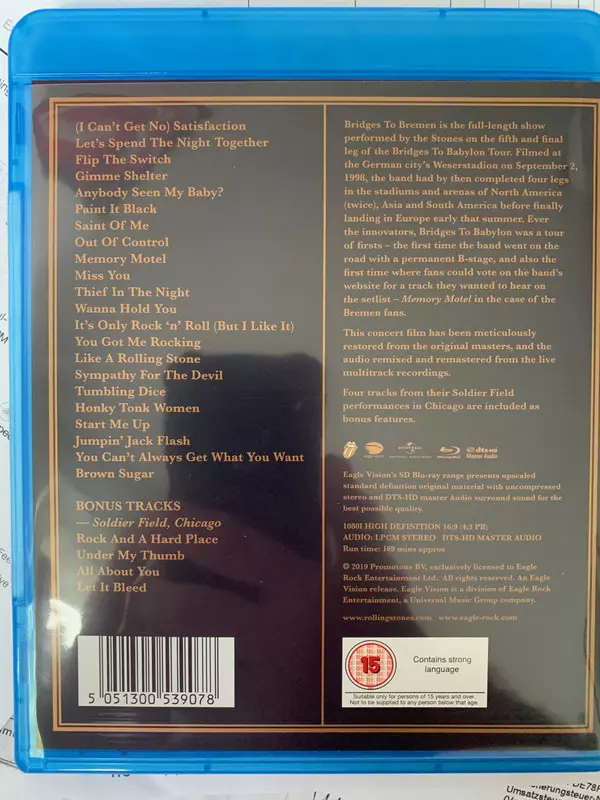 (I Can't Get No) Satisfaction
Let's Spend The Night Together
Flip The Switch
Gimme Shelter
Anybody Seen My Baby?
Paint It Black
Saint Of Me
Out Of Control
Memory Motel
Miss You
Thief In The Night
Wanna Hold You
It's Only Rock 'n' Roll (But I Like It)
You Got Me Rocking
Like A Rolling Stone
Sympathy For The Devil
Tumbling Dice
Honky Tonk Women
Start Me Up
Jumpin' Jack Flash
You Can't Always Get What You Want
Brown Sugar
BONUS TRACKS
— Soldier Field, Chicago
Rock And A Hard Place
Under My Thumb
All About You
Let It Bleed
5 051300 539078
Bridges To Bremen is the full-length show
performed by the Stones on the fifth and final
leg of the Bridges To Babylon Tour. Filmed at
the German city's Weserstadion on September 2,
1998, the band had by then completed four legs
in the stadiums and arenas of North America
(twice), Asia and South America before finally
landing in Europe early that summer. Ever
the innovators, Bridges To Babylon was a tour
of firsts – the first time the band went on the
road with a permanent B-stage, and also the
first time where fans could vote on the band's
website for a track they wanted to hear on
the setlist – Memory Motel in the case of the
Bremen fans.
This concert film has been meticulously
restored from the original masters, and the
audio remixed and remastered from the live
multitrack recordings.
Four tracks from their Soldier Field
performances in Chicago are included as
bonus features.
UNIVERSAL
dts-HD
Master Audio
Eagle Vision's SD Blu-ray range presents upscaled
standard definition original material with uncompressed
stereo and DTS-HD master Audio surround sound for the
best possible quality.
1080i HIGH DEFINITION 16:9 (4:3 PB)
AUDIO: LPCM STEREO DTS-HD MASTER AUDIO
Run time: 169 mins approx
© 2019 Promotone BV, exclusively licensed to Eagle
Rock Entertainment Ltd. All rights reserved. An Eagle
Vision release. Eagle Vision is a division of Eagle Rock
Entertainment, a Universal Music Group company.
www.rollingstones.com www.eagle-rock.com
15
Contains strong
language
Suitable only for persons of 15 years and over.
Not to be supplied to any person below that age.